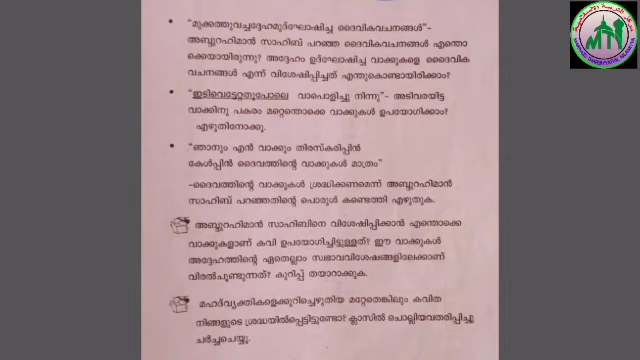 "മുക്കത്തുവച്ചദ്ദേഹമുദ്ഘോഷിച്ച ദൈവികവചനങ്ങൾ"–
അബ്ദുറഹിമാൻ സാഹിബ് പറഞ്ഞ ദൈവികവചനങ്ങൾ എന്തൊ
ക്കെയായിരുന്നു? അദ്ദേഹം ഉദ്ഘോഷിച്ച വാക്കുകളെ ദൈവിക
വചനങ്ങൾ എന്ന് വിശേഷിപ്പിച്ചത് എന്തുകൊണ്ടായിരിക്കാം?
"ഇടിവെട്ടേറ്റതുപോലെ വാപൊളിച്ചു നിന്നു"– അടിവരയിട്ട
വാക്കിനു പകരം മറ്റെന്തൊക്കെ വാക്കുകൾ ഉപയോഗിക്കാം?
എഴുതിനോക്കൂ.
"ഞാനും എൻ വാക്കും തിരസ്കരിപ്പിൻ
കേൾപ്പിൻ ദൈവത്തിന്റെ വാക്കുകൾ മാത്രം"
–ദൈവത്തിന്റെ വാക്കുകൾ ശ്രദ്ധിക്കണമെന്ന് അബ്ദുറഹിമാൻ
സാഹിബ് പറഞ്ഞതിന്റെ പൊരുൾ കണ്ടെത്തി എഴുതുക.
അബ്ദുറഹിമാൻ സാഹിബിനെ വിശേഷിപ്പിക്കാൻ എന്തൊക്കെ
വാക്കുകളാണ് കവി ഉപയോഗിച്ചിട്ടുള്ളത്? ഈ വാക്കുകൾ
അദ്ദേഹത്തിന്റെ ഏതെല്ലാം സ്വഭാവവിശേഷങ്ങളിലേക്കാണ്
വിരൽചൂണ്ടുന്നത്? കുറിപ്പ് തയാറാക്കുക.
മഹദ്‌വ്യക്തികളെക്കുറിച്ചെഴുതിയ മറ്റേതെങ്കിലും കവിത
നിങ്ങളുടെ ശ്രദ്ധയിൽപ്പെട്ടിട്ടുണ്ടോ? ക്ലാസിൽ ചൊല്ലിയവതരിപ്പിച്ചു
ചർച്ചചെയ്യൂ.